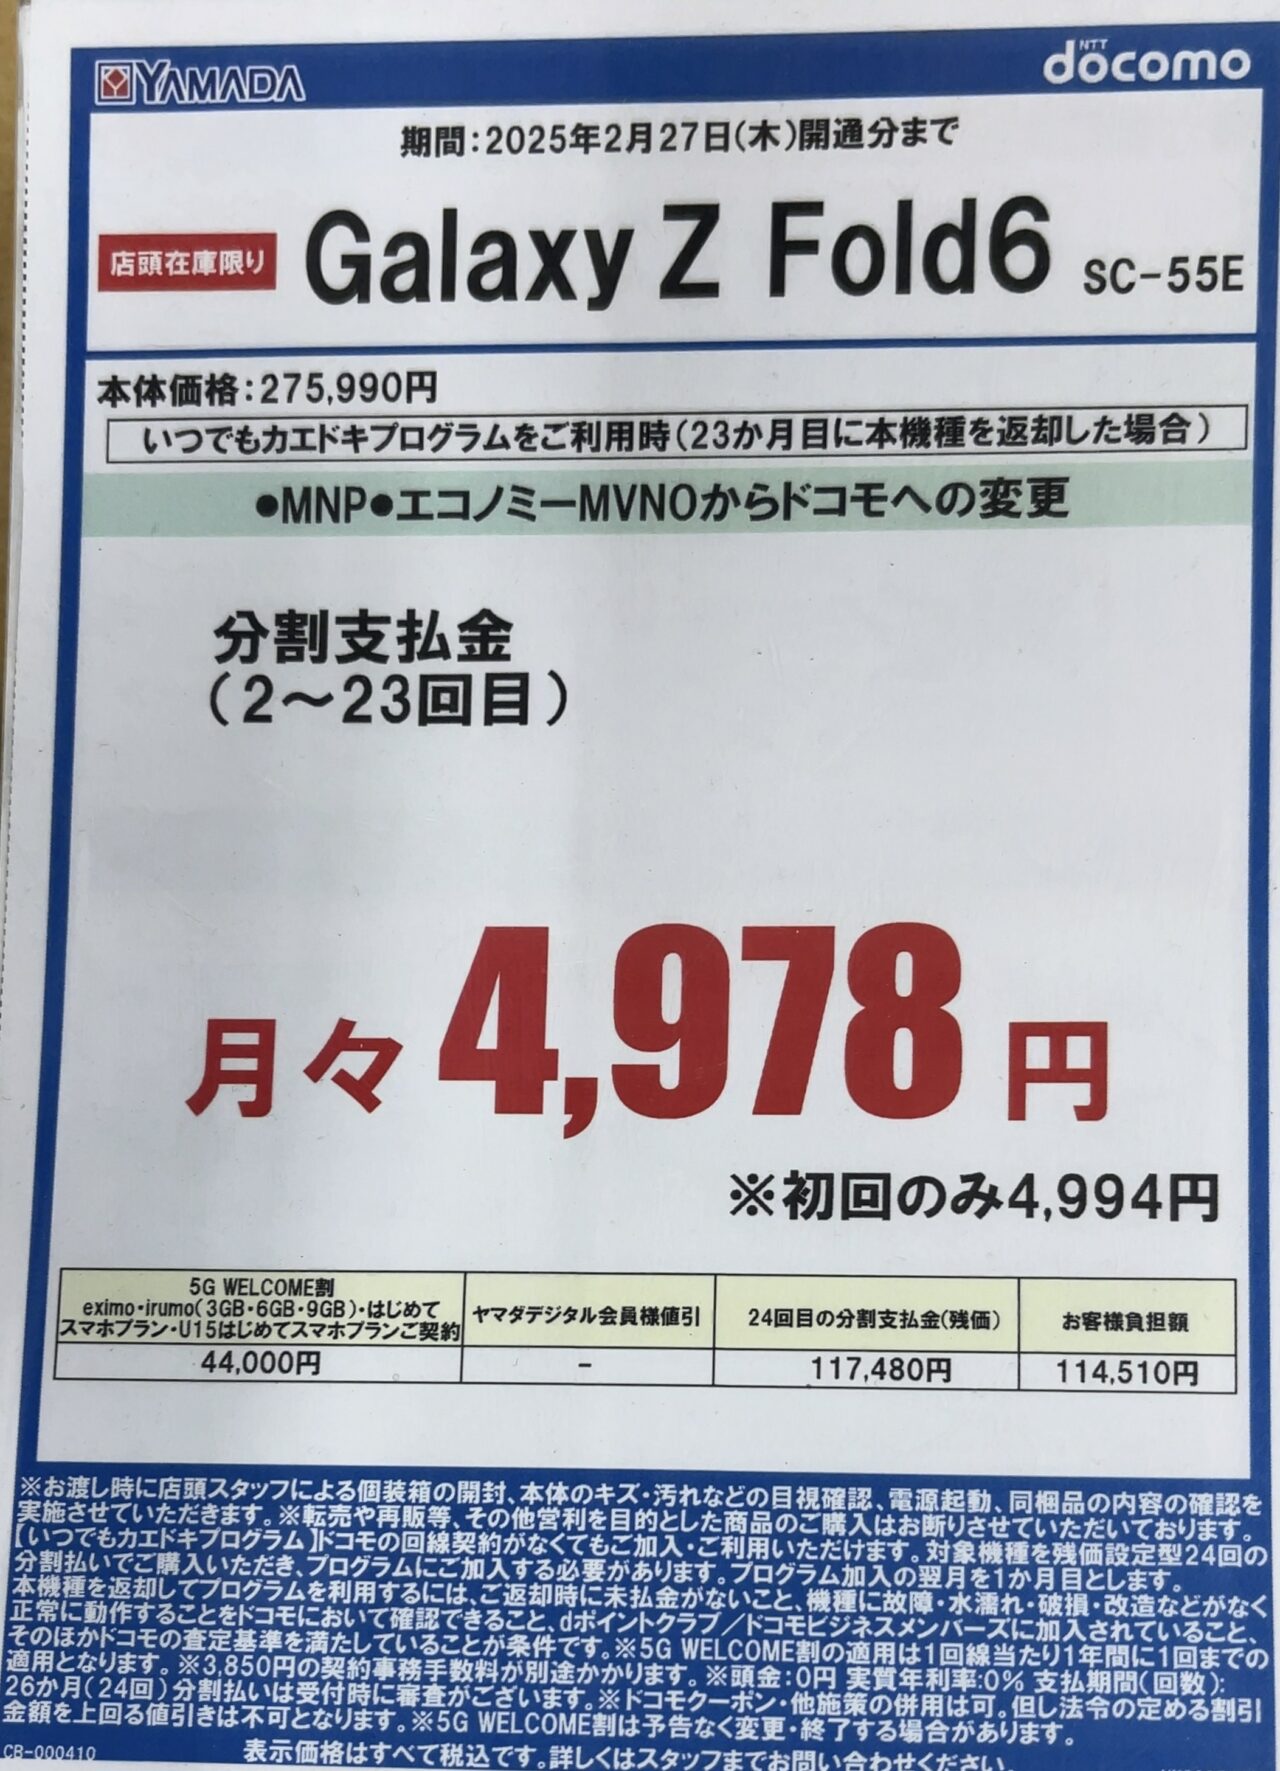 YAMADA
NTT
docomo
期間:2025年2月27日(木)開通分まで
店頭在庫限り
Galaxy Z Fold6 SC-55E
本体価格:275,990円
いつでもカエドキプログラムをご利用時(23か月目に本機種を返却した場合)
●MNP●エコノミーMVNOからドコモへの変更
分割支払金
(2～23回目)
月々4,978円
※初回のみ4,994円
5G WELCOME割
eximo・irumo(3GB・6GB・9GB)・はじめて
スマホプラン・U15はじめてスマホプランご契約
ヤマダデジタル会員様値引
24回目の分割支払金(残価)
お客様負担額
44,000円
-
117,480円
114,510円
※お渡し時に店頭スタッフによる個装箱の開封、本体のキズ・汚れなどの目視確認、電源起動、同梱品の内容の確認を
実施させていただきます。※転売や再販等、その他営利を目的とした商品のご購入はお断りさせていただいております。
【いつでもカエドキプログラム】ドコモの回線契約がなくてもご加入・ご利用いただけます。対象機種を残価設定型24回の
分割払いでご購入いただき、プログラムにご加入する必要があります。プログラム加入の翌月を1か月目とします。
本機種を返却してプログラムを利用するには、ご返却時に未払金がないこと、機種に故障・水濡れ・破損・改造などがなく
正常に動作することをドコモにおいて確認できること、dポイントクラブ/ドコモビジネスメンバーズに加入されていること、
そのほかドコモの査定基準を満たしていることが条件です。※5G WELCOME割の適用は1回線当たり1年間に1回までの
適用となります。※3,850円の契約事務手数料が別途かかります。※頭金:0円 実質年利率:0% 支払期間(回数):
26か月(24回)分割払いは受付時に審査がございます。※ドコモクーポン・他施策の併用は可。但し法令の定める割引
金額を上回る値引きは不可となります。※5G WELCOME割は予告なく変更・終了する場合があります。
CB-000410
表示価格はすべて税込です。詳しくはスタッフまでお問い合わせください。